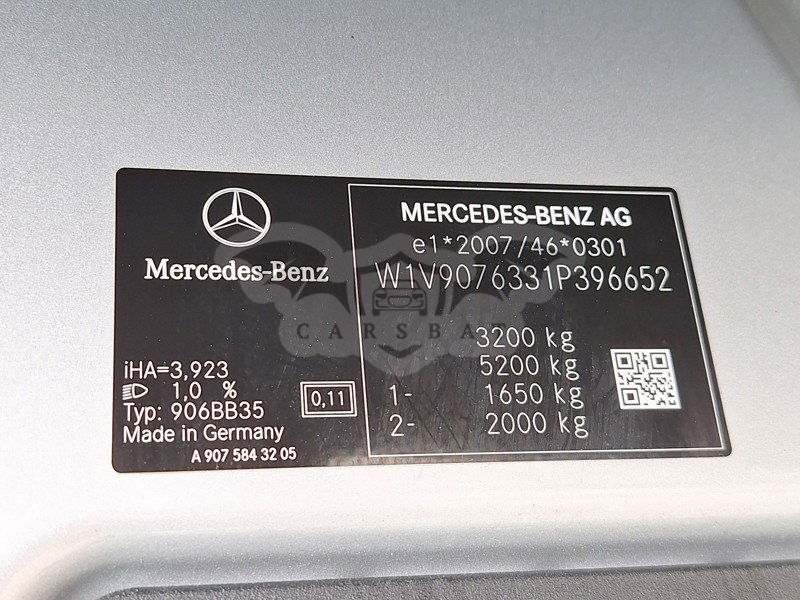 Mercedes-Benz
iHA=3,923
1,0 %
Typ: 906BB35
Made in Germany
A 907 584 32 05
0,11
MERCEDES-BENZ AG
e1*2007/46*0301
W1V9076331P396652
3200 kg
5200 kg
1- 1650 kg
2- 2000 kg
CARSBA